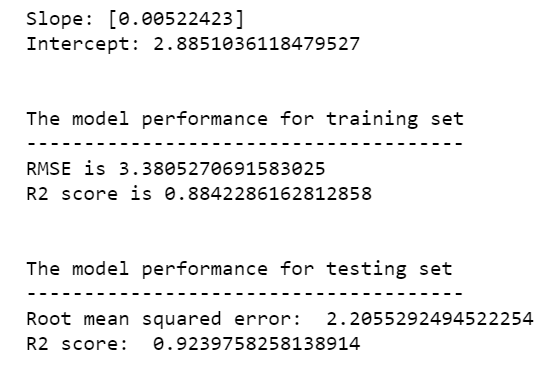 Slope: [0.00522423]
Intercept: 2.8851036118479527
The model performance for training set
--------------------------------------
RMSE is 3.3805270691583025
R2 score is 0.8842286162812858
The model performance for testing set
--------------------------------------
Root mean squared error:  2.2055292494522254
R2 score:  0.9239758258138914